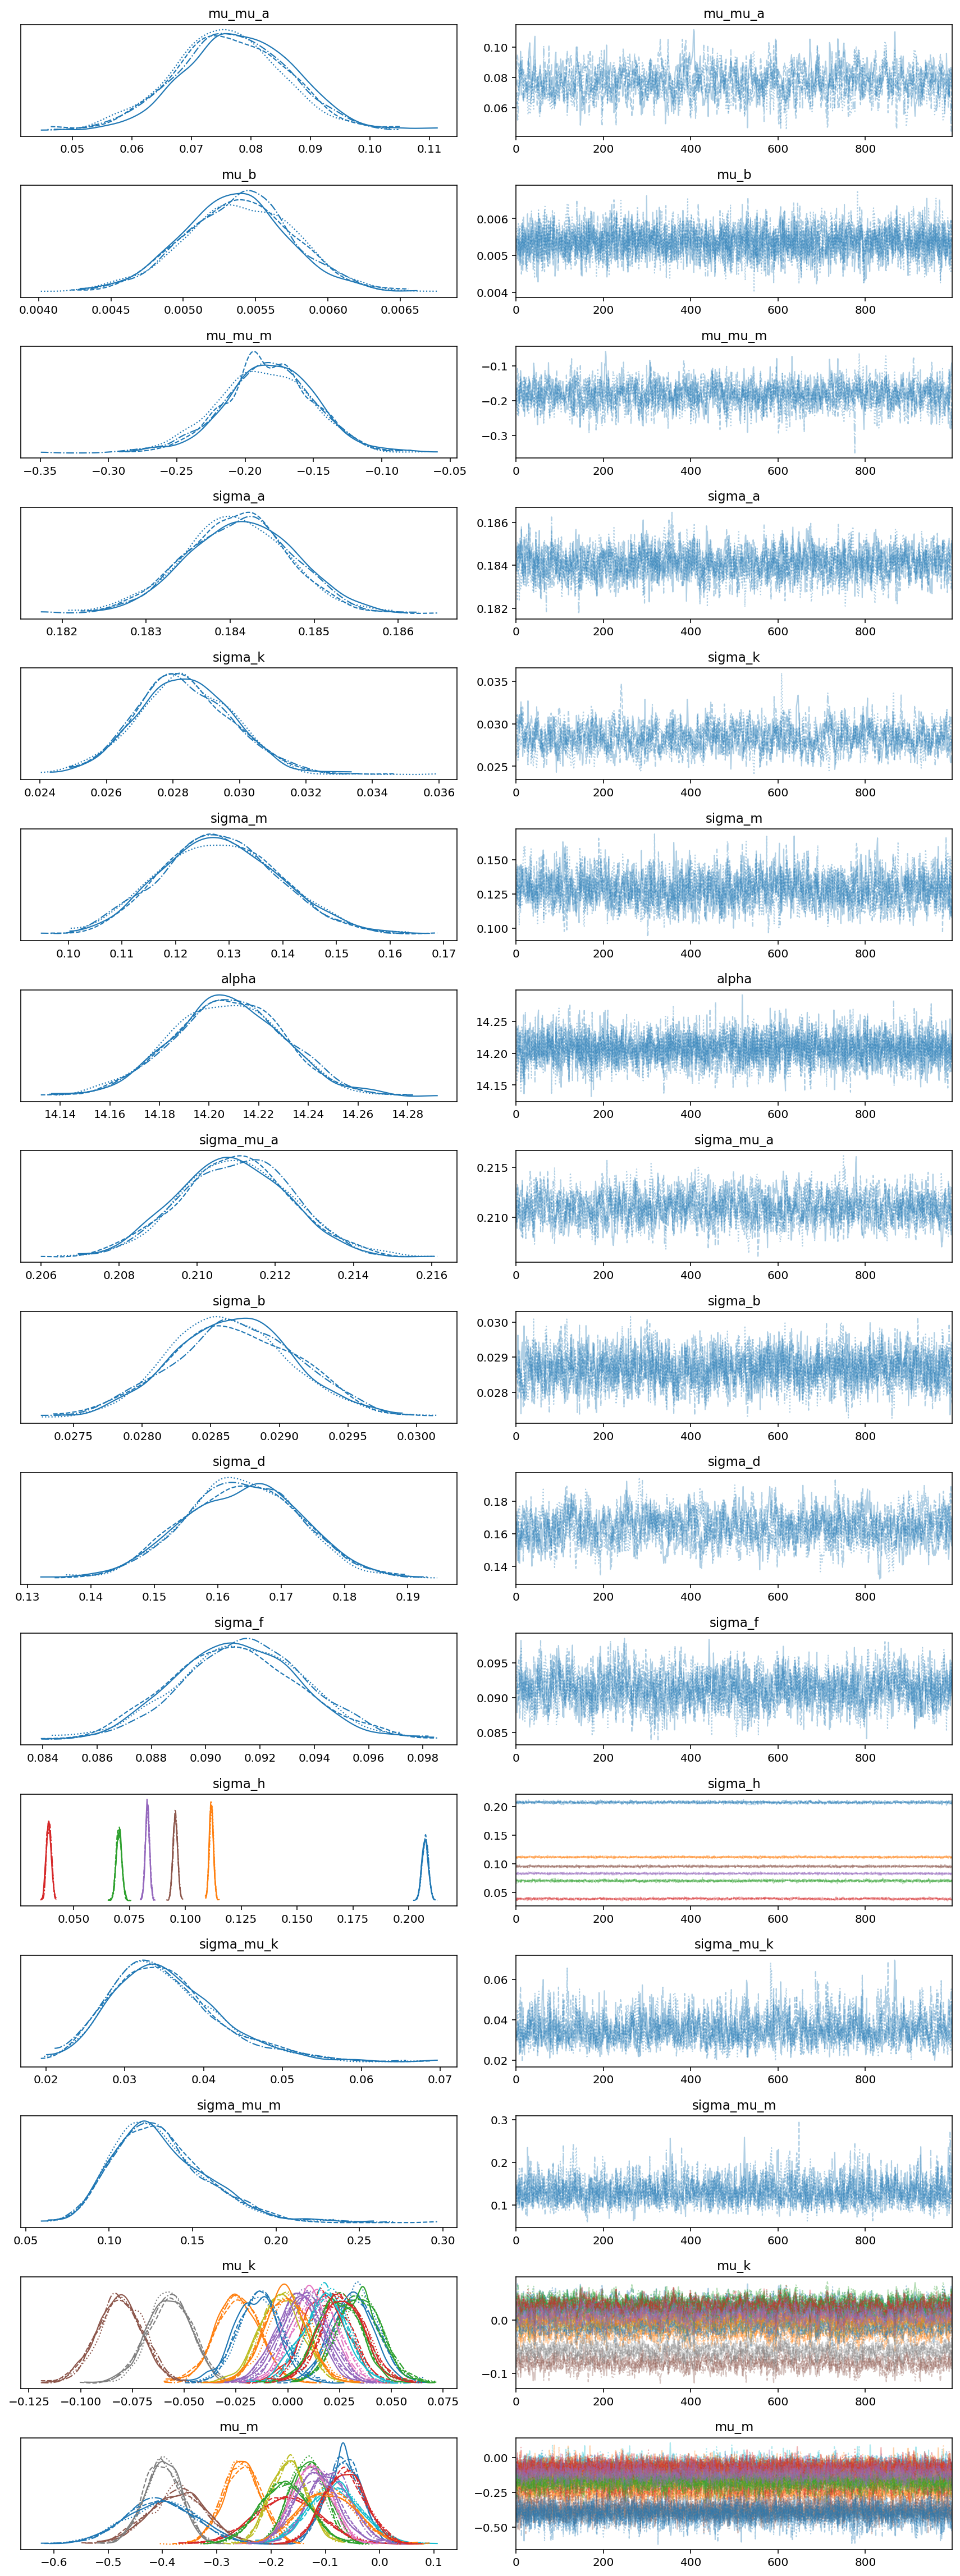 mu_mu_a mu_mu_a
0.10
0.08
0.06
0.05 0.06 0.07 0.08 0.09 0.10 0.11 0 200 400 600 800
mu_b mu_b
0.006
0.005
0.004
0.0040 0.0045 0.0050 0.0055 0.0060 0.0065 0 200 400 600 800
mu_mu_m mu_mu_m
−0.1
−0.2
−0.3
−0.35 −0.30 −0.25 −0.20 −0.15 −0.10 −0.05 0 200 400 600 800
sigma_a sigma_a
0.186
0.184
0.182
0.182 0.183 0.184 0.185 0.186 0 200 400 600 800
sigma_k sigma_k
0.035
0.030
0.025
0.024 0.026 0.028 0.030 0.032 0.034 0.036 0 200 400 600 800
sigma_m sigma_m
0.150
0.125
0.100
0.10 0.11 0.12 0.13 0.14 0.15 0.16 0.17 0 200 400 600 800
alpha alpha
14.25
14.20
14.15
14.14 14.16 14.18 14.20 14.22 14.24 14.26 14.28 0 200 400 600 800
sigma_mu_a sigma_mu_a
0.215
0.210
0.206 0.208 0.210 0.212 0.214 0.216 0 200 400 600 800
sigma_b sigma_b
0.030
0.029
0.028
0.0275 0.0280 0.0285 0.0290 0.0295 0.0300 0 200 400 600 800
sigma_d sigma_d
0.18
0.16
0.14
0.13 0.14 0.15 0.16 0.17 0.18 0.19 0 200 400 600 800
sigma_f sigma_f
0.095
0.090
0.085
0.084 0.086 0.088 0.090 0.092 0.094 0.096 0.098 0 200 400 600 800
sigma_h sigma_h
0.20
0.15
0.10
0.05
0.050 0.075 0.100 0.125 0.150 0.175 0.200 0 200 400 600 800
sigma_mu_k sigma_mu_k
0.06
0.04
0.02
0.02 0.03 0.04 0.05 0.06 0.07 0 200 400 600 800
sigma_mu_m sigma_mu_m
0.3
0.2
0.1
0.05 0.10 0.15 0.20 0.25 0.30 0 200 400 600 800
mu_k mu_k
0.0
−0.1
−0.125 −0.100 −0.075 −0.050 −0.025 0.000 0.025 0.050 0.075 0 200 400 600 800
mu_m mu_m
0.00
−0.25
−0.50
−0.6 −0.5 −0.4 −0.3 −0.2 −0.1 0.0 0.1 0 200 400 600 800